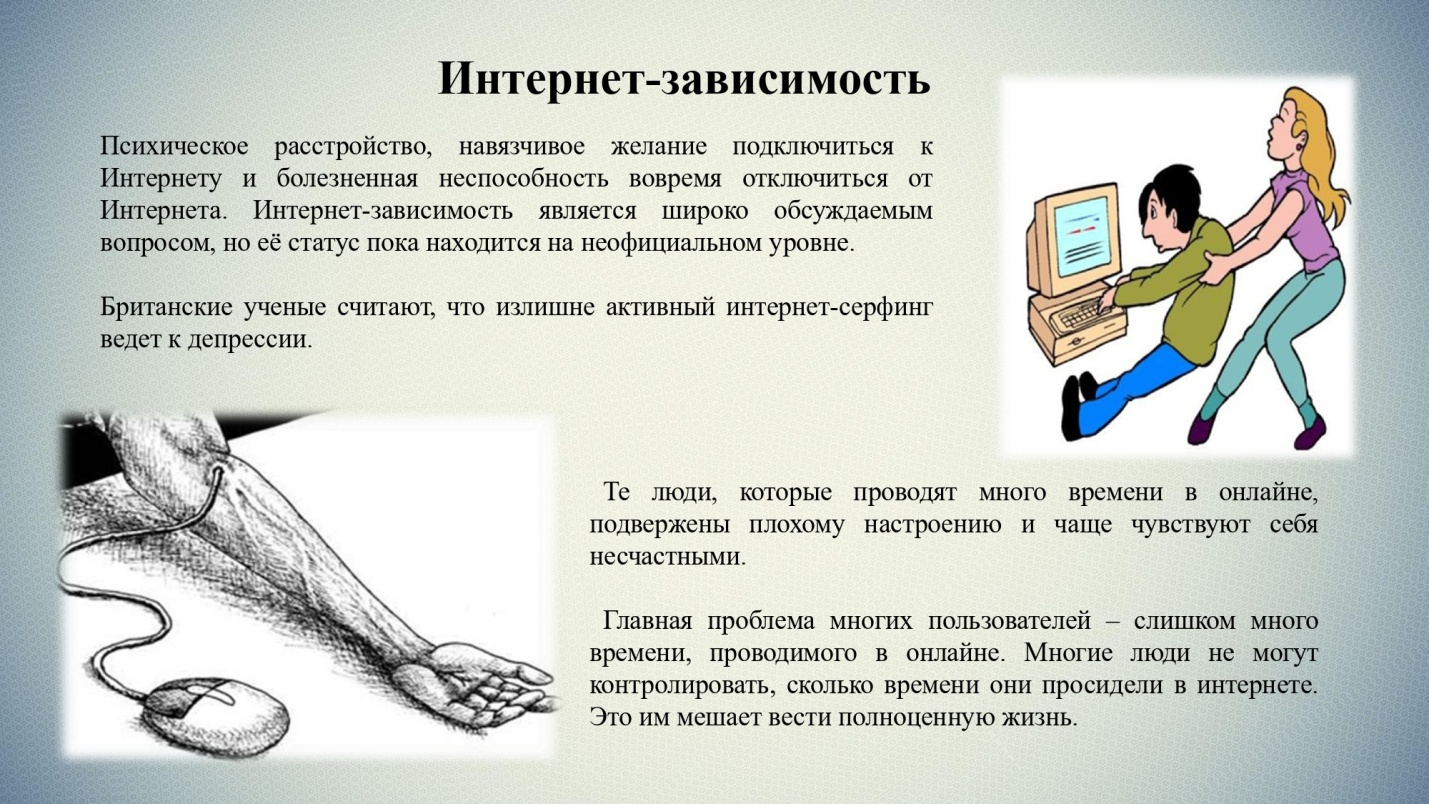 Интернет-зависимость
Психическое расстройство, навязчивое желание подключиться к
Интернету и болезненная неспособность вовремя отключиться от
Интернета. Интернет-зависимость является широко обсуждаемым
вопросом, но её статус пока находится на неофициальном уровне.
Британские ученые считают, что излишне активный интернет-серфинг
ведет к депрессии.
Те люди, которые проводят много времени в онлайне,
подвержены плохому настроению и чаще чувствуют себя
несчастными.
Главная проблема многих пользователей – слишком много
времени, проводимого в онлайне. Многие люди не могут
контролировать, сколько времени они просидели в интернете.
Это им мешает вести полноценную жизнь.